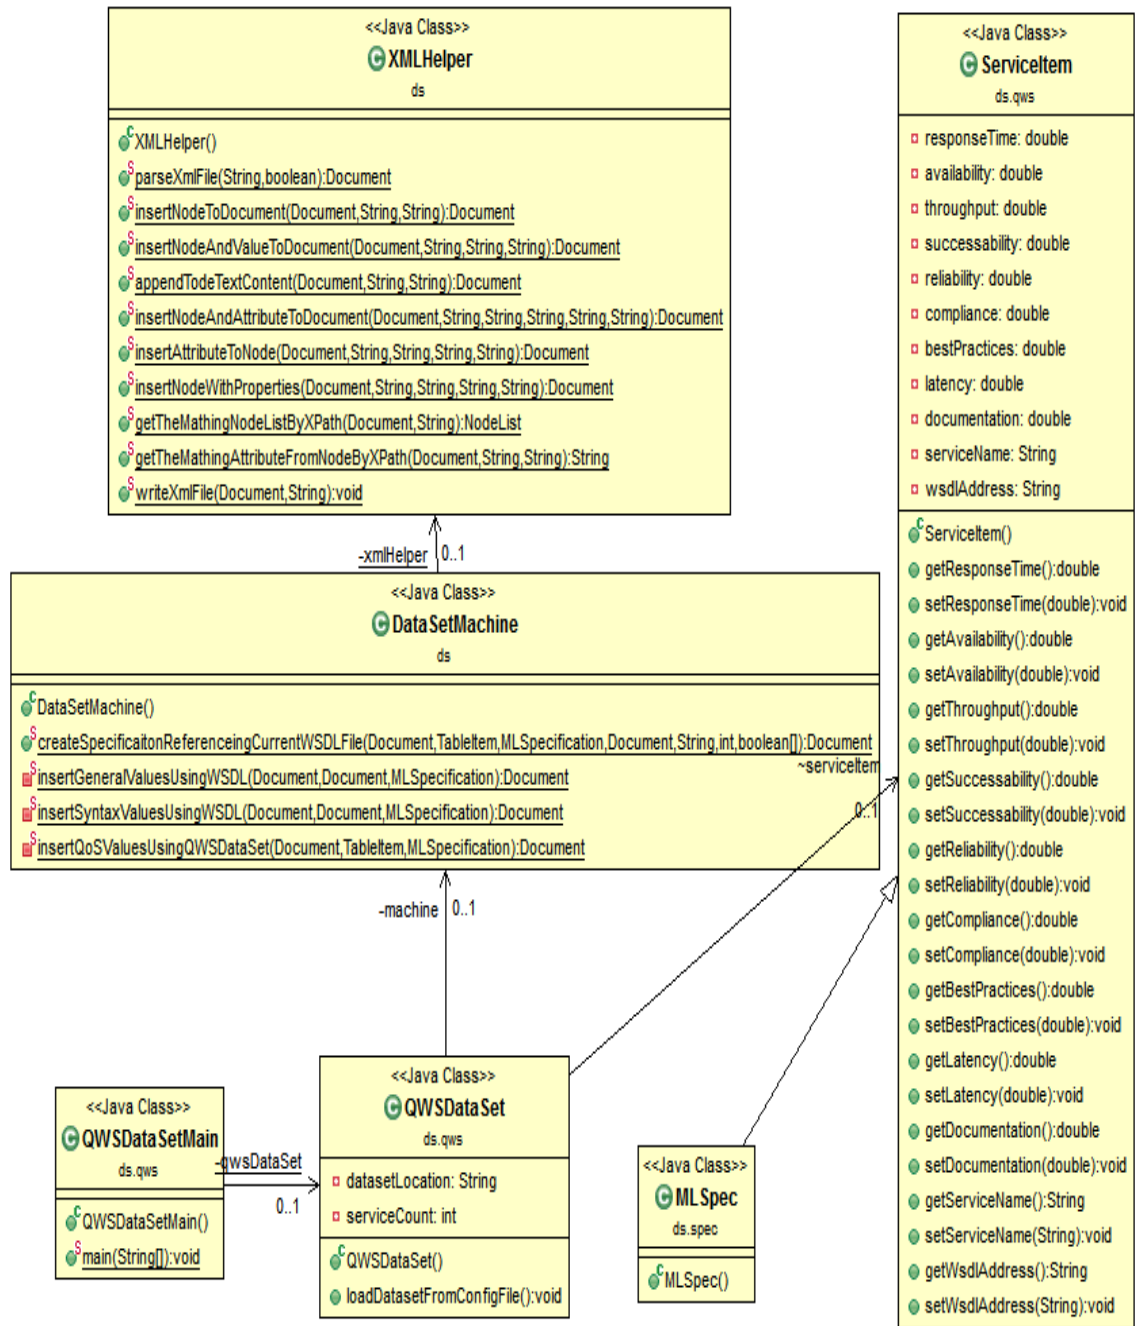 <<Java Class>>
XMLHelper
ds
XMLHelper()
parseXmlFile(String,boolean):Document
insertNodeToDocument(Document,String,String):Document
insertNodeAndValueToDocument(Document,String,String,String):Document
appendTodeTextContent(Document,String,String):Document
insertNodeAndAttributeToDocument(Document,String,String,String,String,String):Document
insertAttributeToNode(Document,String,String,String,String):Document
insertNodeWithProperties(Document,String,String,String,String):Document
getTheMathingNodeListByXPath(Document,String):NodeList
getTheMathingAttributeFromNodeByXPath(Document,String,String):String
writeXmlFile(Document,String):void
-xmlHelper 0..1
<<Java Class>>
DataSetMachine
ds
DataSetMachine()
createSpecificaitonReferenceingCurrentWSDLFile(Document,TableItem,MLSpecification,Document,String,int,boolean[]):Document
insertGeneralValuesUsingWSDL(Document,Document,MLSpecification):Document
insertSyntaxValuesUsingWSDL(Document,Document,MLSpecification):Document
insertQoSValuesUsingQWSDataSet(Document,TableItem,MLSpecification):Document
~serviceItem
0..1
-machine 0..1
<<Java Class>>
QWSDataSetMain
ds.qws
QWSDataSetMain()
main(String[]):void
-qwsDataSet
0..1
<<Java Class>>
QWSDataSet
ds.qws
datasetLocation: String
serviceCount: int
QWSDataSet()
loadDatasetFromConfigFile():void
<<Java Class>>
MLSpec
ds.spec
MLSpec()
<<Java Class>>
ServiceItem
ds.qws
responseTime: double
availability: double
throughput: double
successability: double
reliability: double
compliance: double
bestPractices: double
latency: double
documentation: double
serviceName: String
wsdlAddress: String
ServiceItem()
getResponseTime():double
setResponseTime(double):void
getAvailability():double
setAvailability(double):void
getThroughput():double
setThroughput(double):void
getSuccessability():double
setSuccessability(double):void
getReliability():double
setReliability(double):void
getCompliance():double
setCompliance(double):void
getBestPractices():double
setBestPractices(double):void
getLatency():double
setLatency(double):void
getDocumentation():double
setDocumentation(double):void
getServiceName():String
setServiceName(String):void
getWsdlAddress():String
setWsdlAddress(String):void